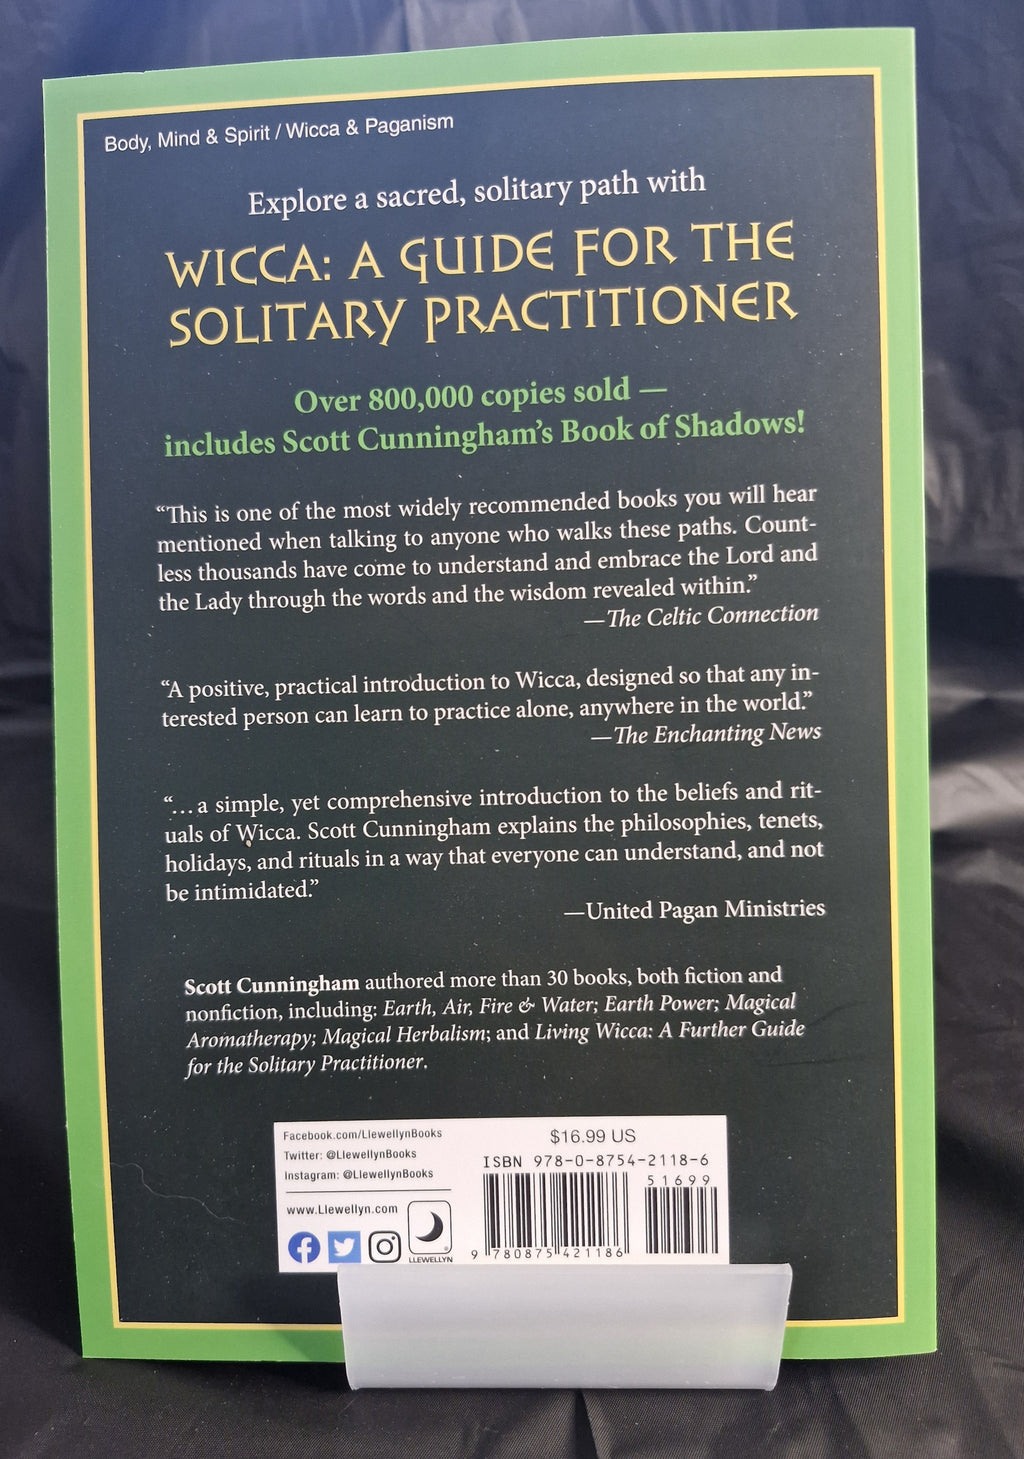 Body, Mind & Spirit / Wicca & Paganism
Explore a sacred, solitary path with
WICCA: A GUIDE FOR THE
SOLITARY PRACTITIONER
Over 800,000 copies sold —
includes Scott Cunningham's Book of Shadows!
“This is one of the most widely recommended books you will hear
mentioned when talking to anyone who walks these paths. Count-
less thousands have come to understand and embrace the Lord and
the Lady through the words and the wisdom revealed within.”
—The Celtic Connection
“A positive, practical introduction to Wicca, designed so that any in-
terested person can learn to practice alone, anywhere in the world.”
—The Enchanting News
“…a simple, yet comprehensive introduction to the beliefs and rit-
uals of Wicca. Scott Cunningham explains the philosophies, tenets,
holidays, and rituals in a way that everyone can understand, and not
be intimidated.”
—United Pagan Ministries
Scott Cunningham authored more than 30 books, both fiction and
nonfiction, including: Earth, Air, Fire & Water; Earth Power; Magical
Aromatherapy; Magical Herbalism; and Living Wicca: A Further Guide
for the Solitary Practitioner.
Facebook.com/LlewellynBooks
Twitter: @LlewellynBooks
Instagram: @LlewellynBooks
www.Llewellyn.com
LLEWELLYN
$16.99 US
ISBN 978-0-8754-2118-6
51699
9 780875 421186